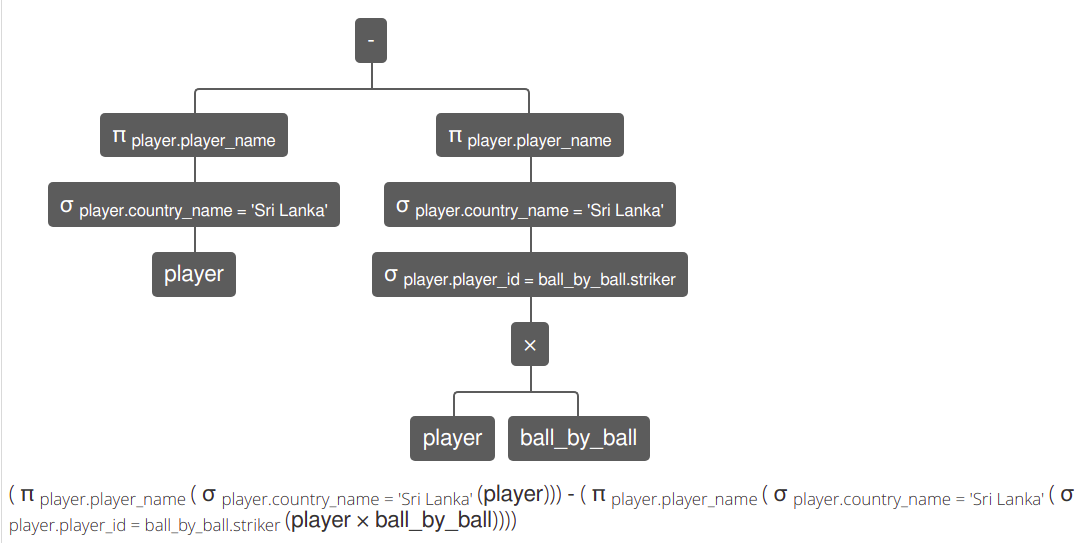 -
π player.player_name
π player.player_name
σ player.country_name = 'Sri Lanka'
σ player.country_name = 'Sri Lanka'
player
σ player.player_id = ball_by_ball.striker
×
player
ball_by_ball
( π player.player_name ( σ player.country_name = 'Sri Lanka' (player))) - ( π player.player_name ( σ player.country_name = 'Sri Lanka' ( σ
player.player_id = ball_by_ball.striker (player × ball_by_ball))))